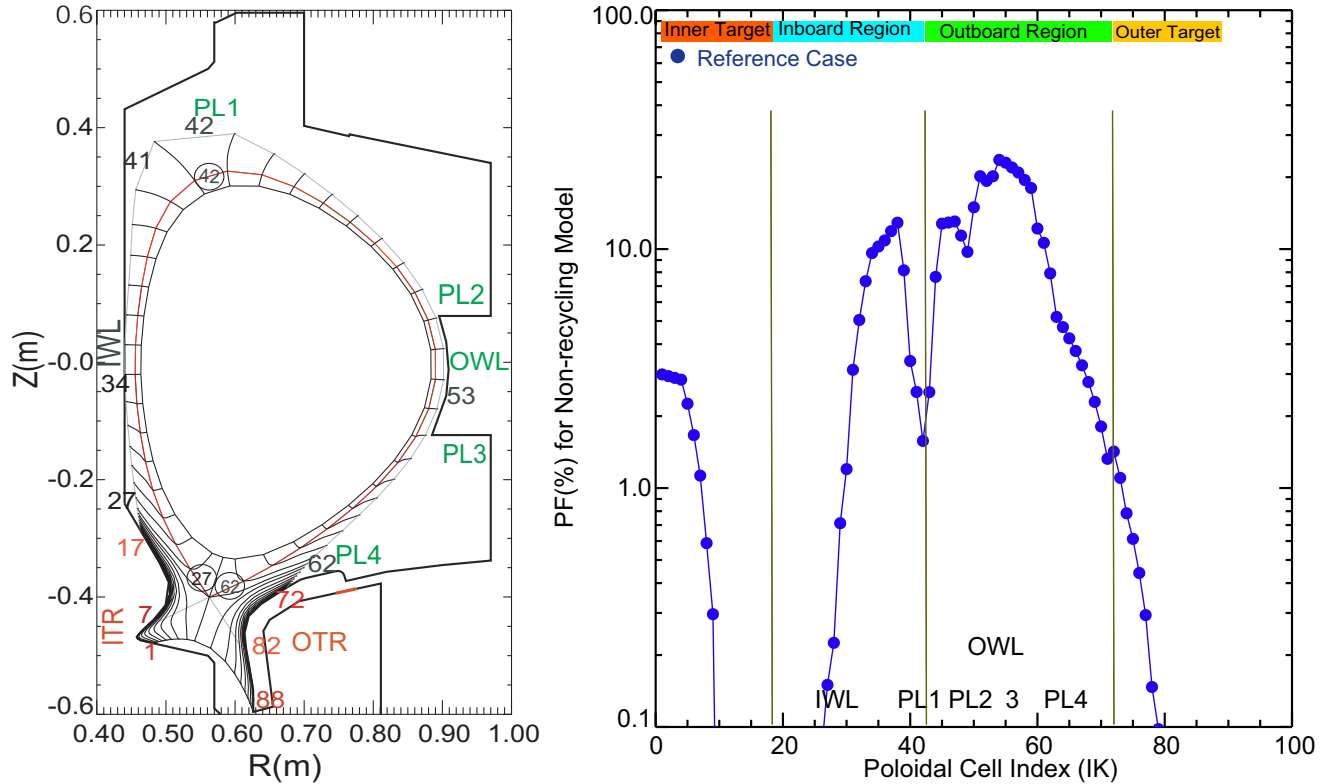 0.6
0.4
0.2
-0.0
-0.2
-0.4
-0.6
Z(m)
0.40
0.50
0.60
0.70
0.80
0.90
1.00
R(m)
PL1
42
41
42
PL2
IWL
OWL
34
53
PL3
27
17
PL4
62
27
62
72
7
ITR
OTR
1
82
88
100.0
10.0
1.0
0.1
PF(%) for Non-recycling Model
Inner Target
Inboard Region
Outboard Region
Outer Target
Reference Case
OWL
IWL
PL1
PL2
3
PL4
0
20
40
60
80
100
Poloidal Cell Index (IK)